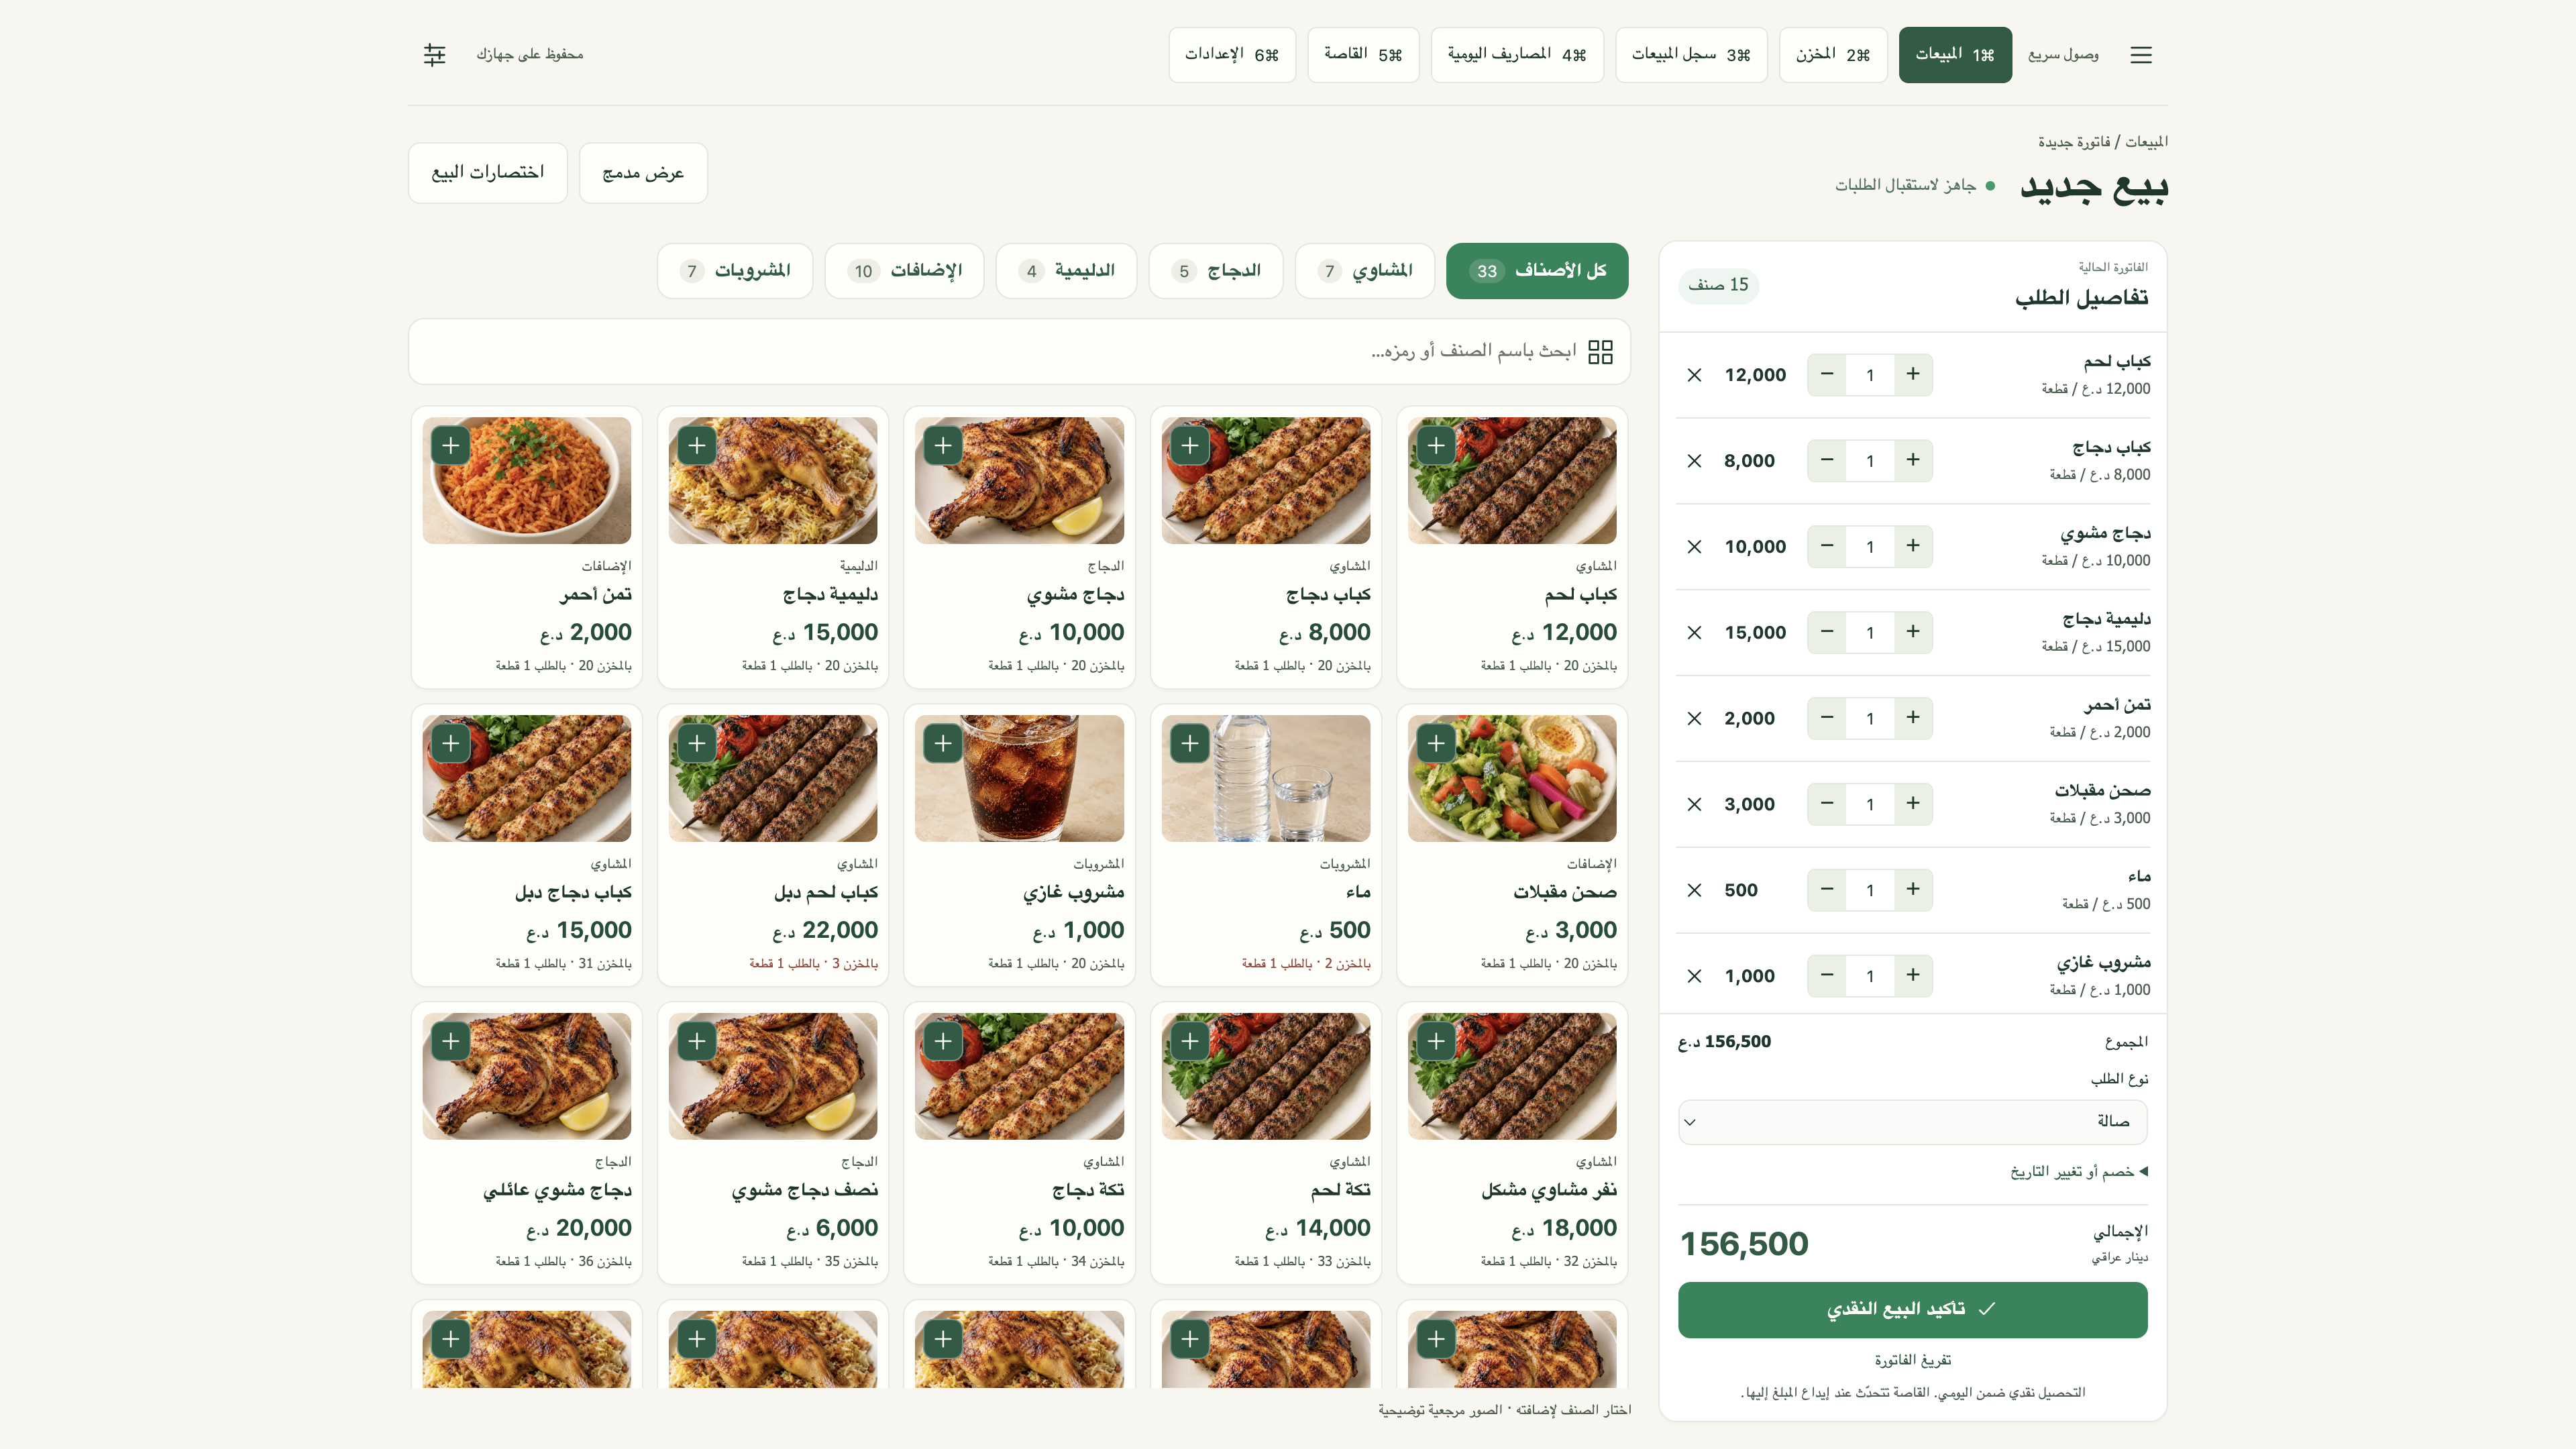 وصول سريع
⌘1 المبيعات
⌘2 المخزن
⌘3 سجل المبيعات
⌘4 المصاريف اليومية
⌘5 القاصة
⌘6 الإعدادات
محفوظ على جهازك
المبيعات / فاتورة جديدة
بيع جديد
جاهز لاستقبال الطلبات
عرض مدمج
اختصارات البيع
الفاتورة الحالية
تفاصيل الطلب
15 صنف
كباب لحم
12,000 د.ع / قطعة
+ 1 −
12,000
كباب دجاج
8,000 د.ع / قطعة
+ 1 −
8,000
دجاج مشوي
10,000 د.ع / قطعة
+ 1 −
10,000
دليمية دجاج
15,000 د.ع / قطعة
+ 1 −
15,000
تمن أحمر
2,000 د.ع / قطعة
+ 1 −
2,000
صحن مقبلات
3,000 د.ع / قطعة
+ 1 −
3,000
ماء
500 د.ع / قطعة
+ 1 −
500
مشروب غازي
1,000 د.ع / قطعة
+ 1 −
1,000
المجموع
156,500 د.ع
نوع الطلب
صالة
خصم أو تغيير التاريخ
الإجمالي
دينار عراقي
156,500
تأكيد البيع النقدي
تفريغ الفاتورة
التحصيل نقدي ضمن اليومي. القاصة تتحدّث عند إيداع المبلغ إليها.
كل الأصناف 33
المشاوي 7
الدجاج 5
الدليمية 4
الإضافات 10
المشروبات 7
ابحث باسم الصنف أو رمزه...
المشاوي
كباب لحم
12,000 د.ع
بالمخزن 20 · بالطلب 1 قطعة
المشاوي
كباب دجاج
8,000 د.ع
بالمخزن 20 · بالطلب 1 قطعة
الدجاج
دجاج مشوي
10,000 د.ع
بالمخزن 20 · بالطلب 1 قطعة
الدليمية
دليمية دجاج
15,000 د.ع
بالمخزن 20 · بالطلب 1 قطعة
الإضافات
تمن أحمر
2,000 د.ع
بالمخزن 20 · بالطلب 1 قطعة
الإضافات
صحن مقبلات
3,000 د.ع
بالمخزن 20 · بالطلب 1 قطعة
المشروبات
ماء
500 د.ع
بالمخزن 2 · بالطلب 1 قطعة
المشروبات
مشروب غازي
1,000 د.ع
بالمخزن 20 · بالطلب 1 قطعة
المشاوي
كباب لحم دبل
22,000 د.ع
بالمخزن 3 · بالطلب 1 قطعة
المشاوي
كباب دجاج دبل
15,000 د.ع
بالمخزن 31 · بالطلب 1 قطعة
المشاوي
نفر مشاوي مشكل
18,000 د.ع
بالمخزن 32 · بالطلب 1 قطعة
المشاوي
تكة لحم
14,000 د.ع
بالمخزن 33 · بالطلب 1 قطعة
المشاوي
تكة دجاج
10,000 د.ع
بالمخزن 34 · بالطلب 1 قطعة
الدجاج
نصف دجاج مشوي
6,000 د.ع
بالمخزن 35 · بالطلب 1 قطعة
الدجاج
دجاج مشوي عائلي
20,000 د.ع
بالمخزن 36 · بالطلب 1 قطعة
اختار الصنف لإضافته · الصور مرجعية توضيحية